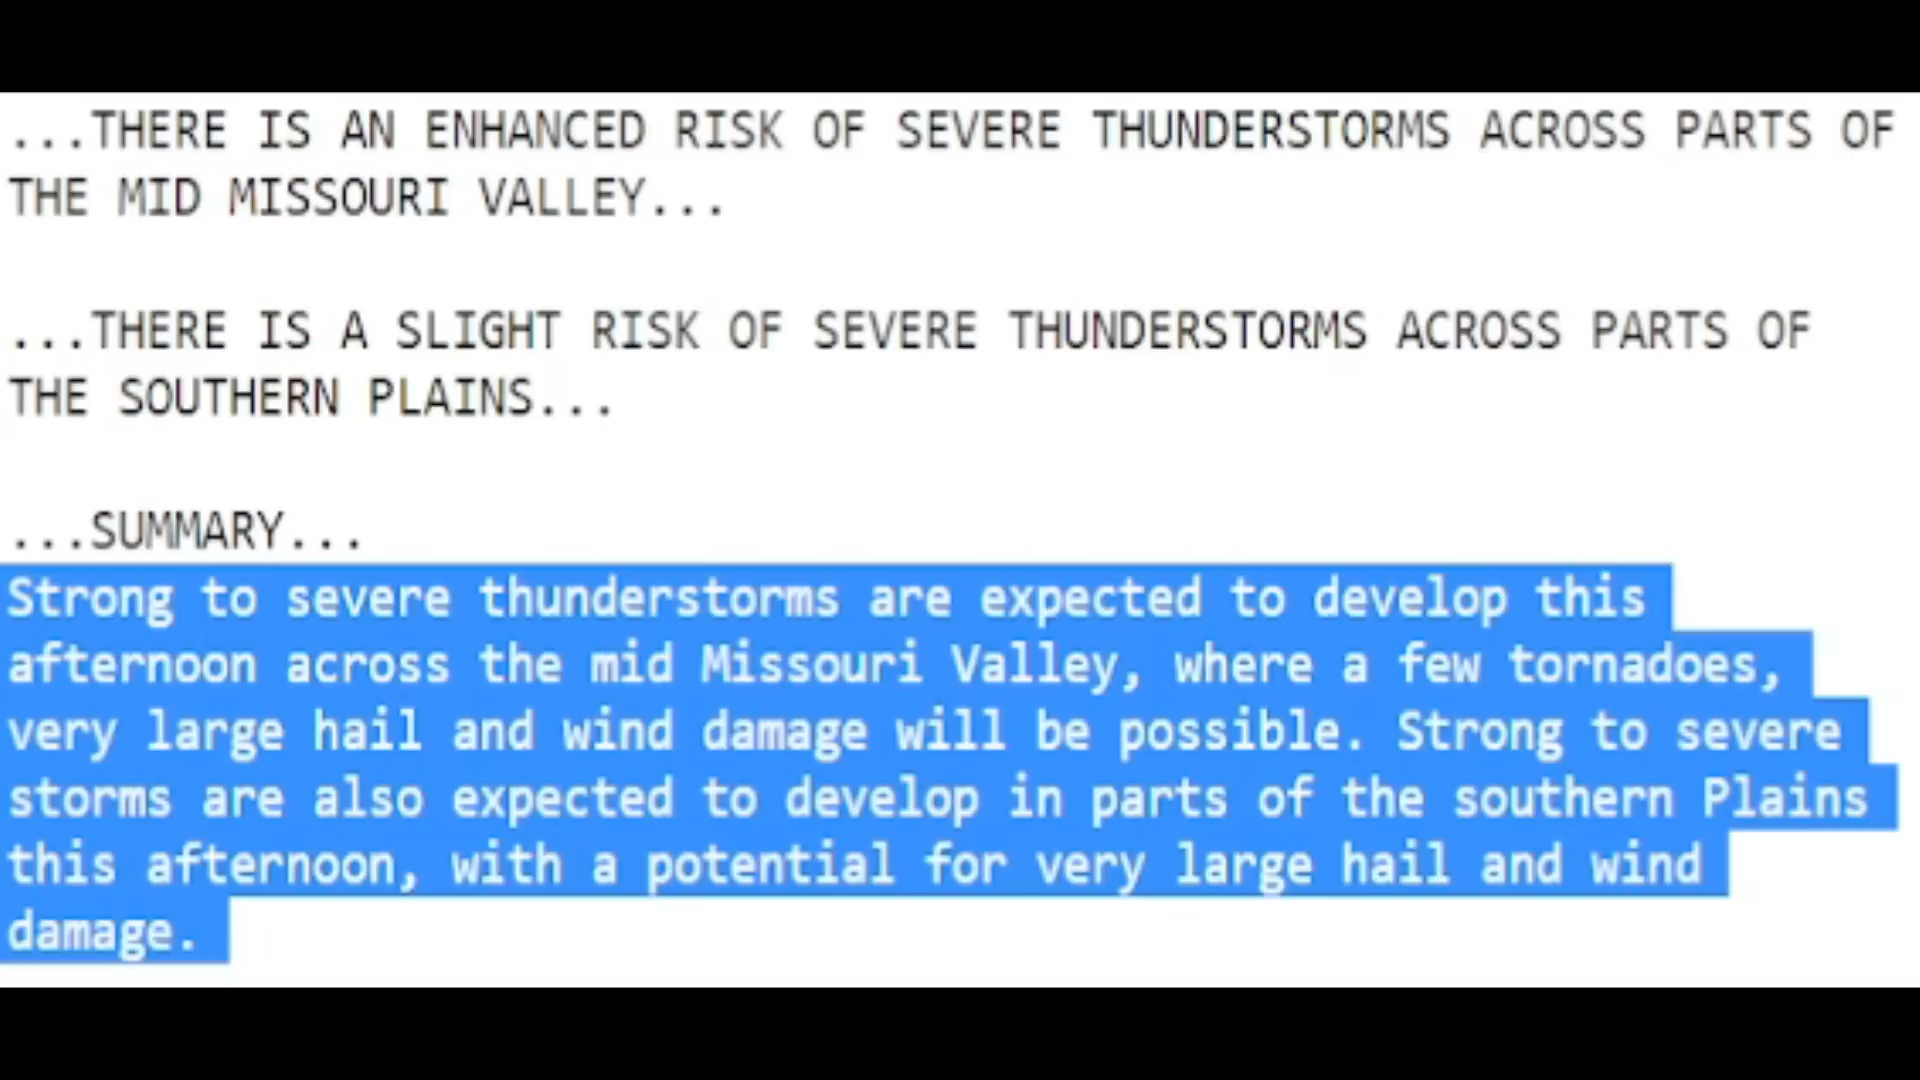 ...THERE IS AN ENHANCED RISK OF SEVERE THUNDERSTORMS ACROSS PARTS OF
THE MID MISSOURI VALLEY...
...THERE IS A SLIGHT RISK OF SEVERE THUNDERSTORMS ACROSS PARTS OF
THE SOUTHERN PLAINS...
...SUMMARY...
Strong to severe thunderstorms are expected to develop this
afternoon across the mid Missouri Valley, where a few tornadoes,
very large hail and wind damage will be possible. Strong to severe
storms are also expected to develop in parts of the southern Plains
this afternoon, with a potential for very large hail and wind
damage.